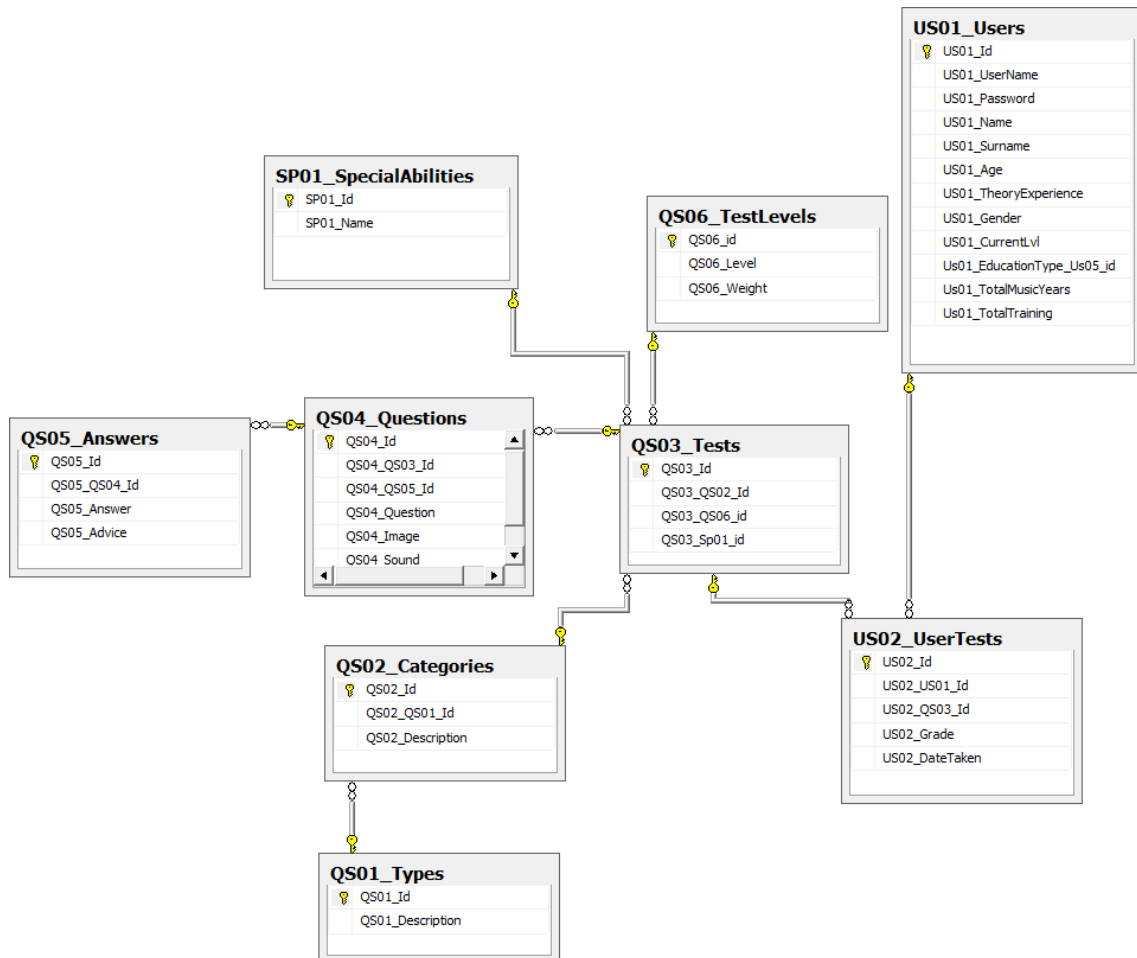 US01_Users
US01_Id
US01_UserName
US01_Password
US01_Name
US01_Surname
US01_Age
US01_TheoryExperience
US01_Gender
US01_CurrentLvl
Us01_EducationType_Us05_id
Us01_TotalMusicYears
Us01_TotalTraining
SP01_SpecialAbilities
SP01_Id
SP01_Name
QS06_TestLevels
QS06_id
QS06_Level
QS06_Weight
QS05_Answers
QS05_Id
QS05_QS04_Id
QS05_Answer
QS05_Advice
QS04_Questions
QS04_Id
QS04_QS03_Id
QS04_QS05_Id
QS04_Question
QS04_Image
QS04_Sound
QS03_Tests
QS03_Id
QS03_QS02_Id
QS03_QS06_id
QS03_Sp01_id
QS02_Categories
QS02_Id
QS02_QS01_Id
QS02_Description
US02_UserTests
US02_Id
US02_US01_Id
US02_QS03_Id
US02_Grade
US02_DateTaken
QS01_Types
QS01_Id
QS01_Description